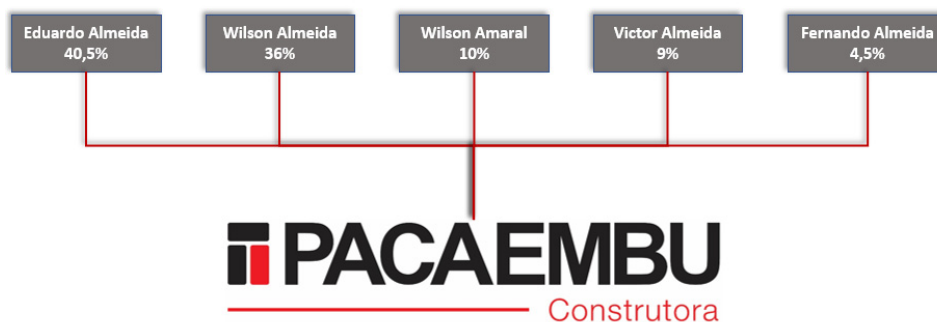 Eduardo Almeida
40,5%
Wilson Almeida
36%
Wilson Amaral
10%
Victor Almeida
9%
Fernando Almeida
4,5%
PACAEMBU
Construtora